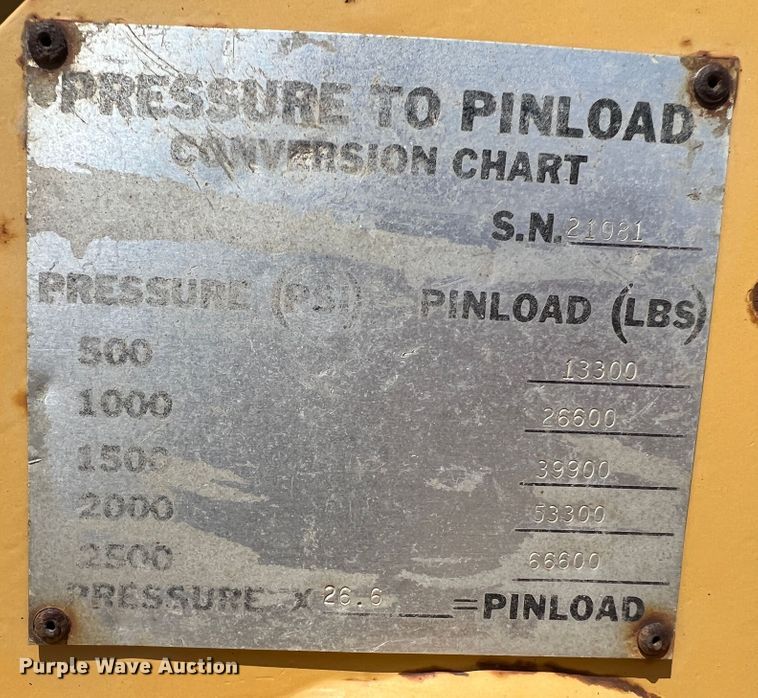 PRESSURE TO PINLOAD
CONVERSION CHART
S.N. 21981
PRESSURE (PSI) PINLOAD (LBS)
500 13300
1000 26600
1500 39900
2000 53300
2500 66600
PRESSURE X 26.6 = PINLOAD
Purple Wave Auction